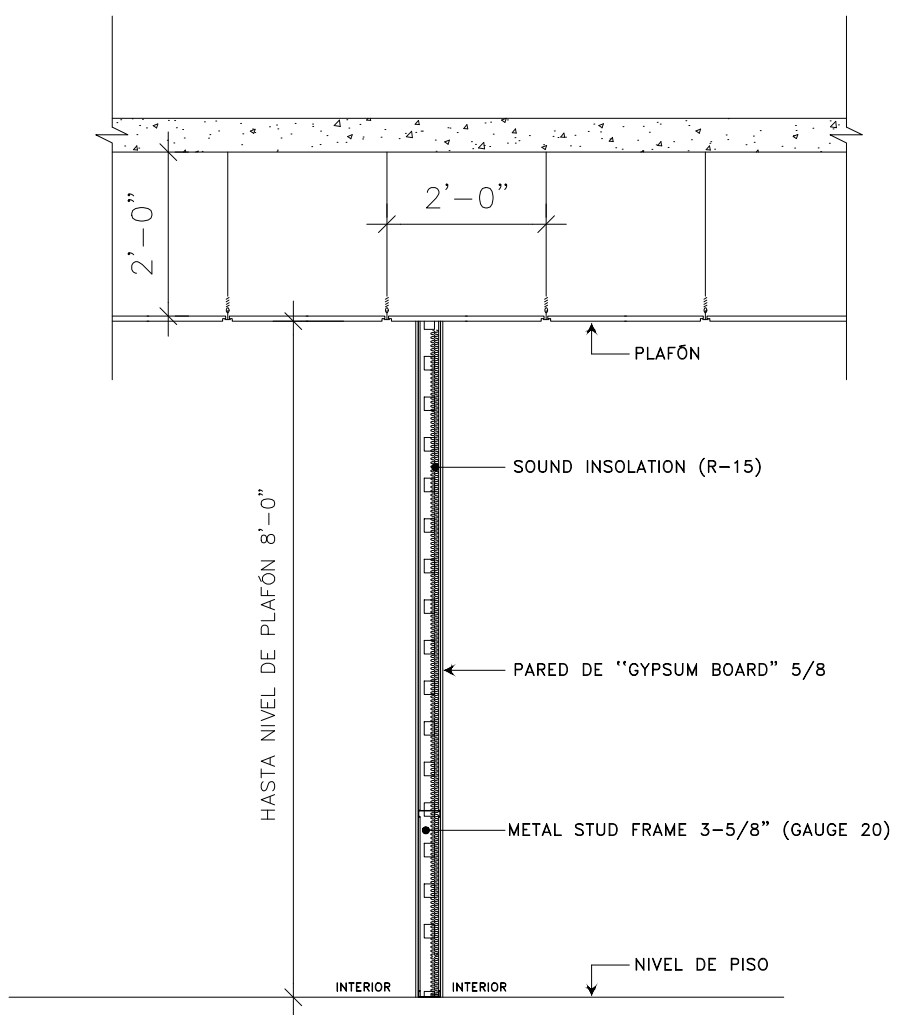 2'-0"
2'-0"
PLAFÓN
SOUND INSOLATION (R-15)
HASTA NIVEL DE PLAFÓN 8'-0"
PARED DE "GYPSUM BOARD" 5/8
METAL STUD FRAME 3-5/8" (GAUGE 20)
NIVEL DE PISO
INTERIOR
INTERIOR